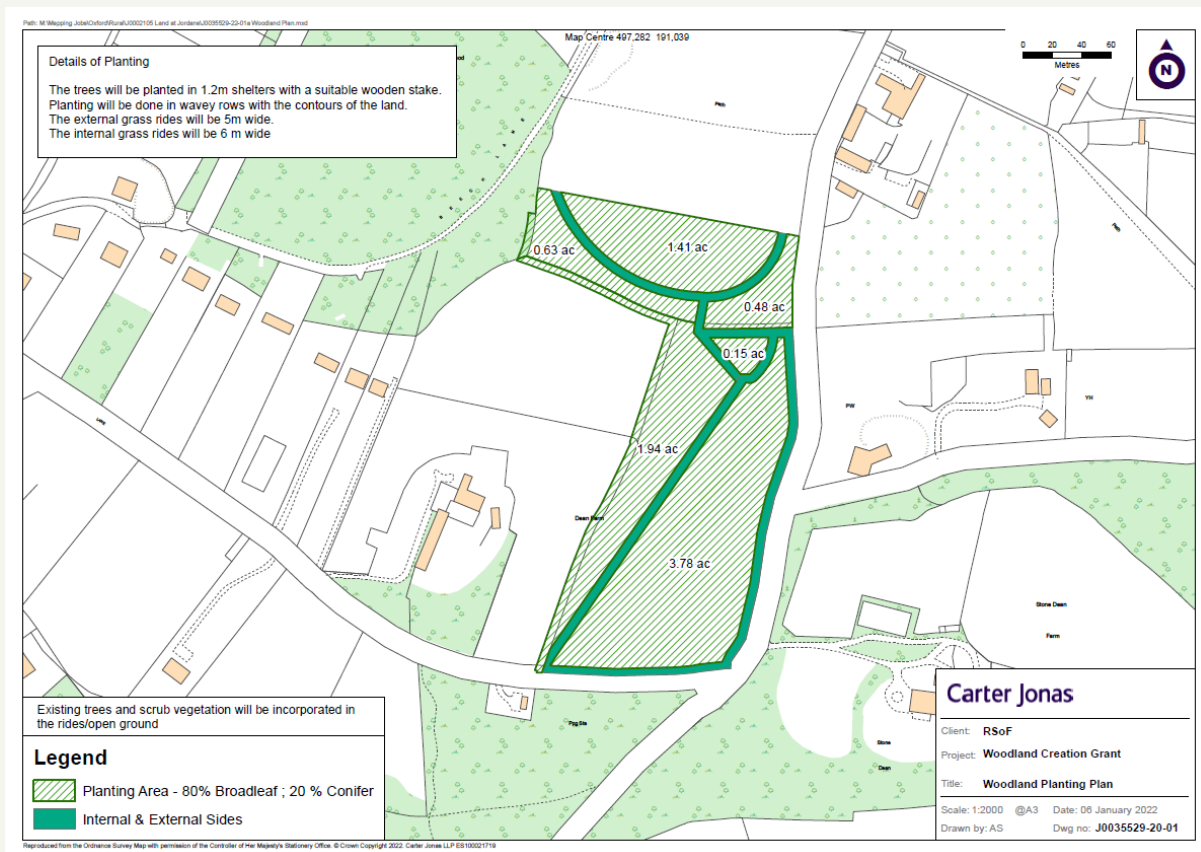 Path: M:\Mapping Jobs\Oxford\Rural\J0002105 Land at Jordans\J0035529-23-01a Woodland Plan.mxd
Map Centre 497,282 191,039
0 20 40 60
Metres
N
Details of Planting
The trees will be planted in 1.2m shelters with a suitable wooden stake.
Planting will be done in wavey rows with the contours of the land.
The external grass rides will be 5m wide.
The internal grass rides will be 6 m wide
Path
Path
0.63 ac
1.41 ac
0.48 ac
0.15 ac
PW
YH
1.94 ac
Dean Farm
3.78 ac
Stone Dean
Farm
Ppg Sta
Stone
Dean
Existing trees and scrub vegetation will be incorporated in
the rides/open ground
Legend
Planting Area - 80% Broadleaf ; 20 % Conifer
Internal & External Sides
Carter Jonas
Client: RSoF
Project: Woodland Creation Grant
Title: Woodland Planting Plan
Scale: 1:2000 @A3 Date: 06 January 2022
Drawn by: AS Dwg no: J0035529-20-01
Reproduced from the Ordnance Survey Map with permission of the Controller of Her Majesty's Stationery Office. © Crown Copyright 2022. Carter Jonas LLP ES100021719